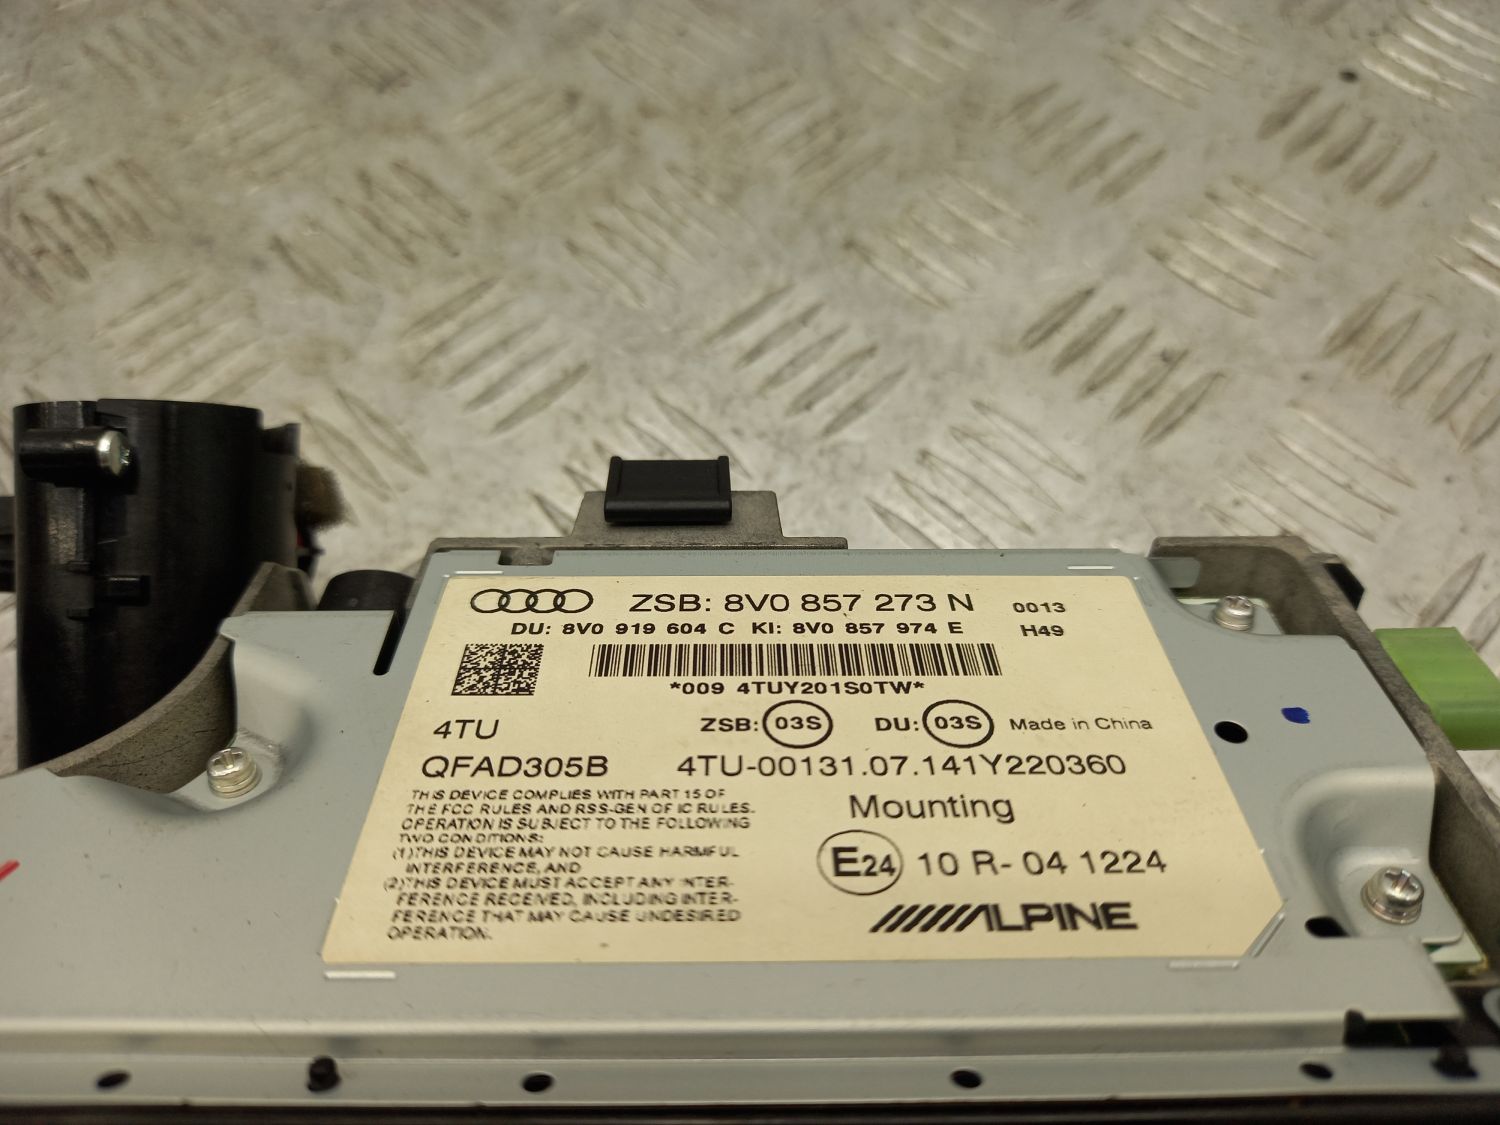 ZSB: 8V0 857 273 N 0013
DU: 8V0 919 604 C KI: 8V0 857 974 E H49
*009 4TUY201S0TW*
4TU ZSB: 03S DU: 03S Made in China
QFAD305B 4TU-00131.07.141Y220360
THIS DEVICE COMPLIES WITH PART 15 OF
THE FCC RULES AND RSS-GEN OF IC RULES.
OPERATION IS SUBJECT TO THE FOLLOWING
TWO CONDITIONS:
(1)THIS DEVICE MAY NOT CAUSE HARMFUL
INTERFERENCE, AND
(2)THIS DEVICE MUST ACCEPT ANY INTER-
FERENCE RECEIVED, INCLUDING INTER-
FERENCE THAT MAY CAUSE UNDESIRED
OPERATION.
Mounting
E24 10 R- 04 1224
ALPINE